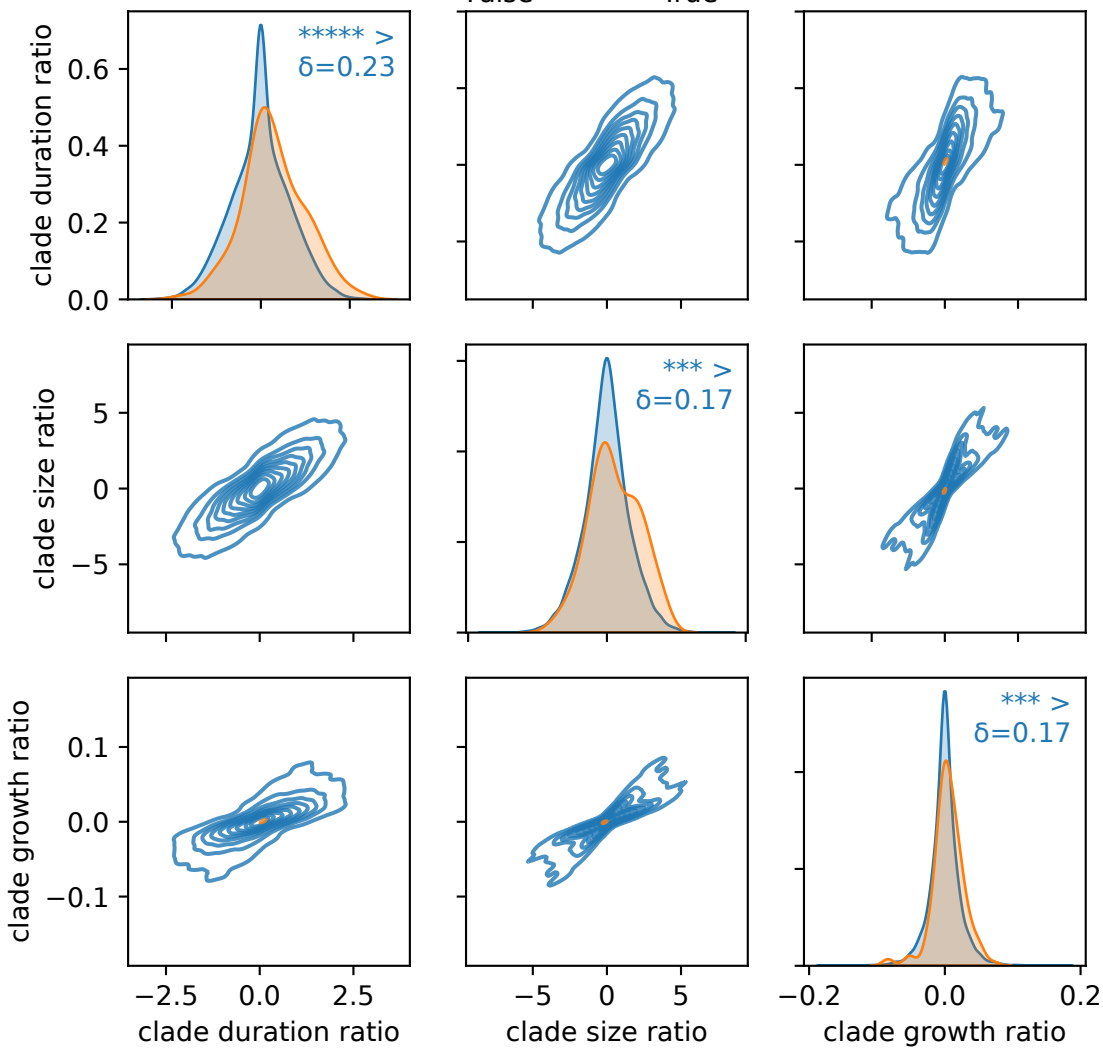 True
***** >
δ=0.23
clade duration ratio
0.6
0.4
0.2
0.0
*** >
δ=0.17
clade size ratio
5
0
−5
*** >
δ=0.17
clade growth ratio
0.1
0.0
−0.1
−2.5 0.0 2.5 −5 0 5 −0.2 0.0 0.2
clade duration ratio clade size ratio clade growth ratio